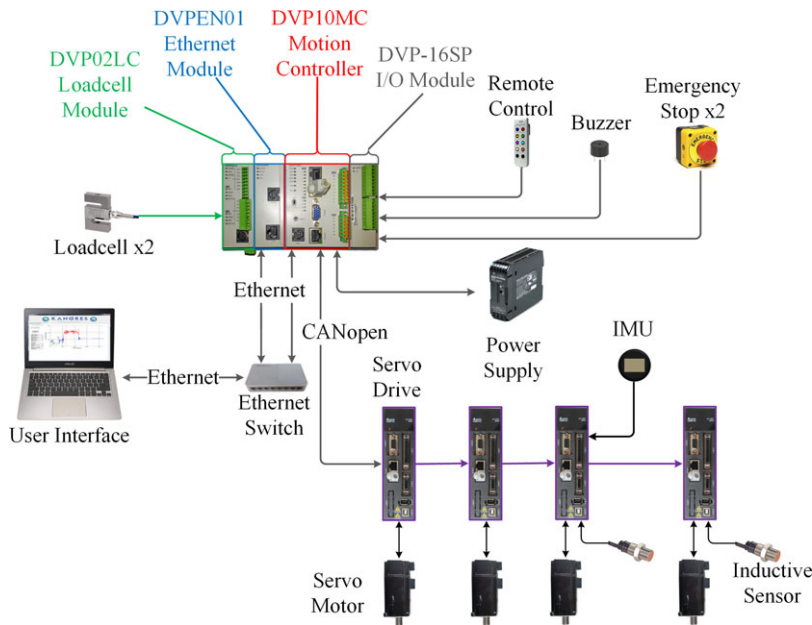 DVPEN01
Ethernet
Module
DVP10MC
Motion
Controller
DVP02LC
Loadcell
Module
DVP-16SP
I/O Module
Remote
Control
Buzzer
Emergency
Stop x2
Loadcell x2
Ethernet
CANopen
Power
Supply
IMU
Servo
Drive
Ethernet
Ethernet
Switch
User Interface
Servo
Motor
Inductive
Sensor